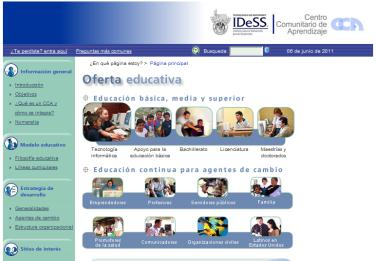 IDeSS
Centro
Comunitario de
Aprendizaje
CCA
¿Te perdiste? entra aquí
Preguntas más comunes
Busqueda:
06 de junio de 2011
¿En qué página estoy? > Página principal
Información general
Introducción
Objetivos
¿Qué es un CCA y
cómo se integra?
Numeralia
Modelo educativo
Filosofía educativa
Líneas curriculares
Estrategia de
desarrollo
Generalidades
Agentes de cambio
Estructura organizacional
Sitios de interés
Oferta educativa
Educación básica, media y superior
Tecnología
informática
Apoyo para la
educación básica
Bachillerato
Licenciatura
Maestrías y
doctorados
Educación continua para agentes de cambio
Emprendedores
Profesores
Servidores públicos
Familia
Promotores
de la salud
Comunicadores
Organizaciones civiles
Latinos en
Estados Unidos